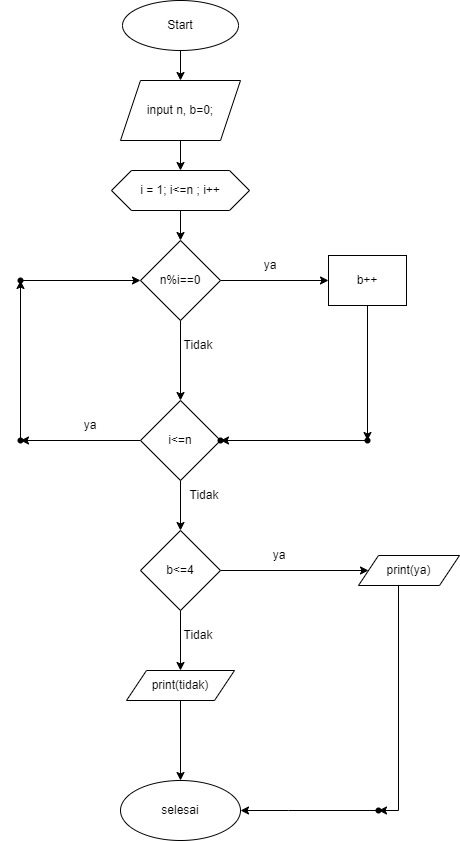 Start
input n, b=0;
i = 1; i<=n ; i++
n%i==0
ya
b++
Tidak
i<=n
ya
Tidak
b<=4
ya
print(ya)
Tidak
print(tidak)
selesai